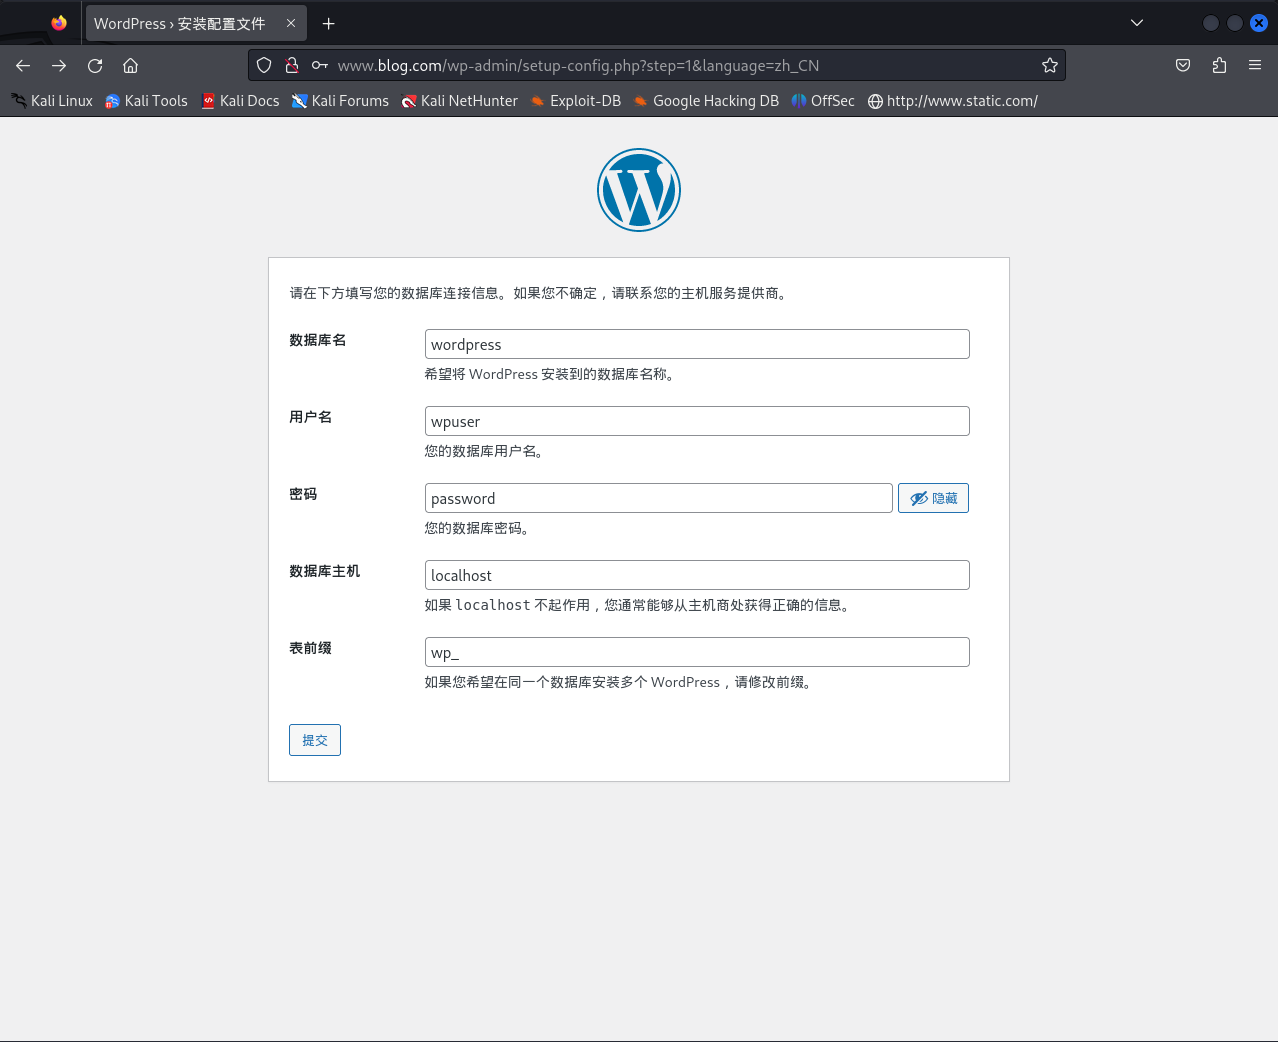 WordPress › 安装配置文件
www.blog.com/wp-admin/setup-config.php?step=1&language=zh_CN
Kali Linux Kali Tools Kali Docs Kali Forums Kali NetHunter Exploit-DB Google Hacking DB OffSec http://www.static.com/
请在下方填写您的数据库连接信息。如果您不确定，请联系您的主机服务提供商。
数据库名 wordpress
希望将 WordPress 安装到的数据库名称。
用户名 wpuser
您的数据库用户名。
密码 password 隐藏
您的数据库密码。
数据库主机 localhost
如果 localhost 不起作用，您通常能够从主机商处获得正确的信息。
表前缀 wp_
如果您希望在同一个数据库安装多个 WordPress，请修改前缀。
提交